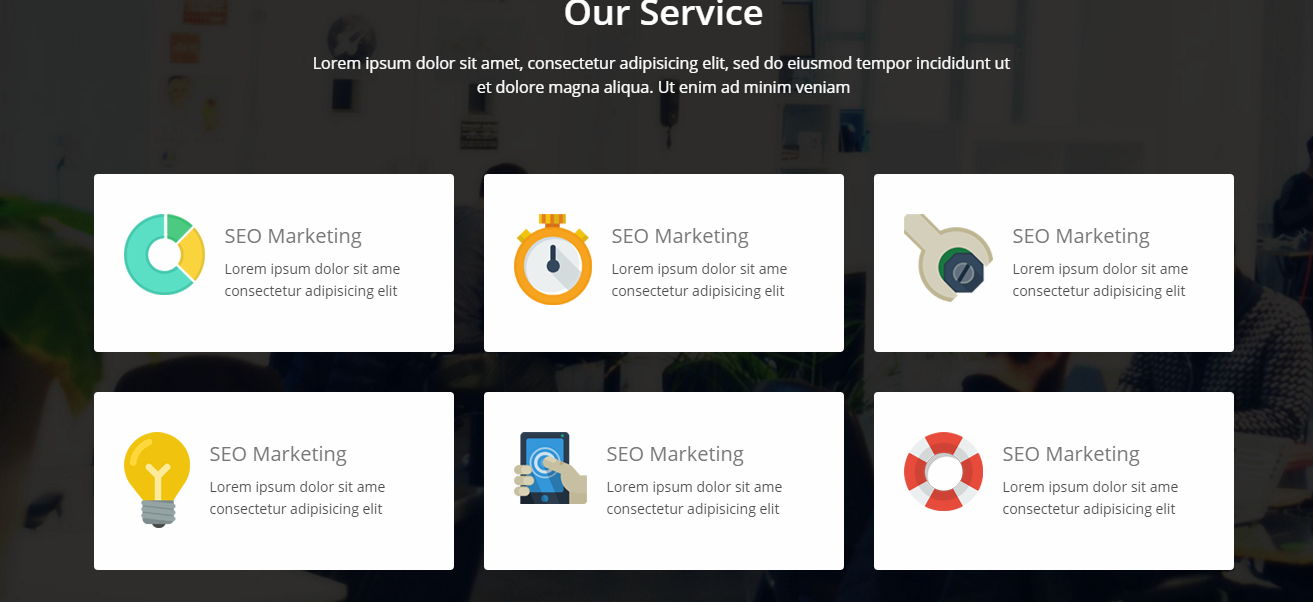 Our Service
Lorem ipsum dolor sit amet, consectetur adipisicing elit, sed do eiusmod tempor incididunt ut
et dolore magna aliqua. Ut enim ad minim veniam
SEO Marketing
Lorem ipsum dolor sit ame
consectetur adipisicing elit
SEO Marketing
Lorem ipsum dolor sit ame
consectetur adipisicing elit
SEO Marketing
Lorem ipsum dolor sit ame
consectetur adipisicing elit
SEO Marketing
Lorem ipsum dolor sit ame
consectetur adipisicing elit
SEO Marketing
Lorem ipsum dolor sit ame
consectetur adipisicing elit
SEO Marketing
Lorem ipsum dolor sit ame
consectetur adipisicing elit